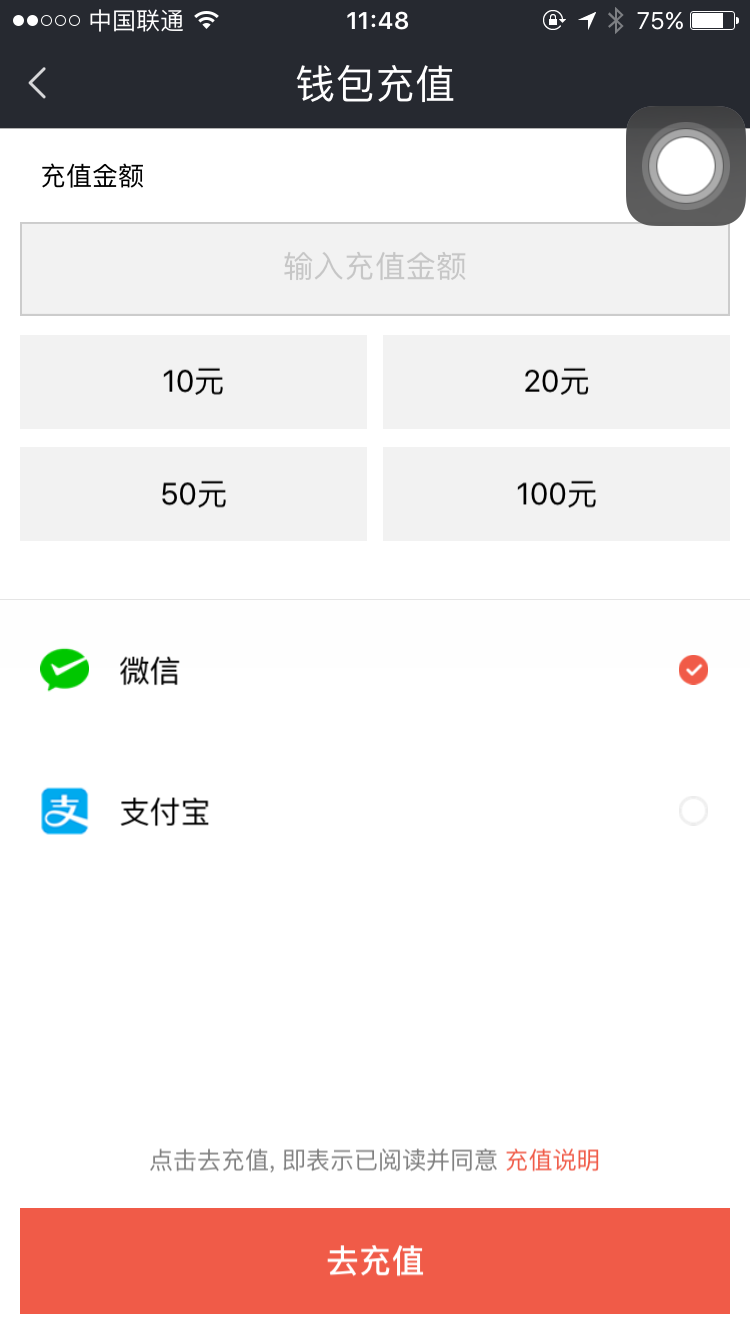 中国联通 11:48 75%
钱包充值
充值金额
输入充值金额
10元 20元
50元 100元
微信
支 支付宝
点击去充值, 即表示已阅读并同意 充值说明
去充值